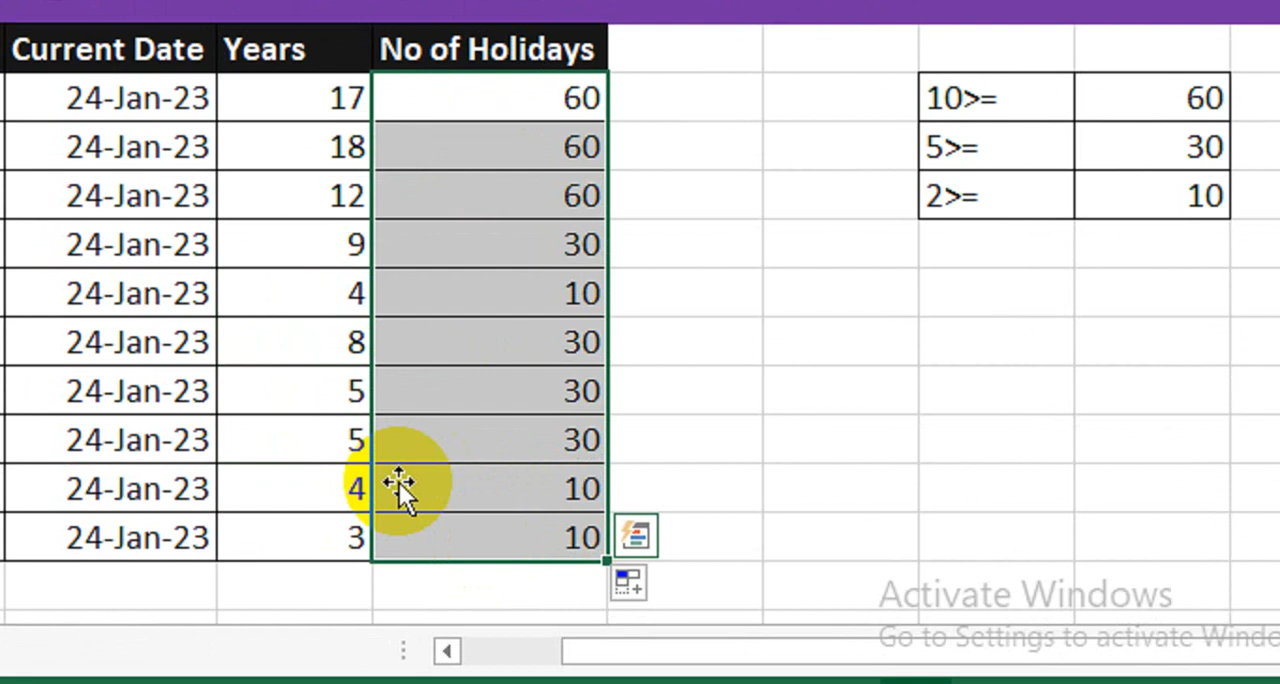 Current Date Years No of Holidays
24-Jan-23 17 60 10>= 60
24-Jan-23 18 60 5>= 30
24-Jan-23 12 60 2>= 10
24-Jan-23 9 30
24-Jan-23 4 10
24-Jan-23 8 30
24-Jan-23 5 30
24-Jan-23 5 30
24-Jan-23 4 10
24-Jan-23 3 10
Activate Windows
Go to Settings to activate Windo